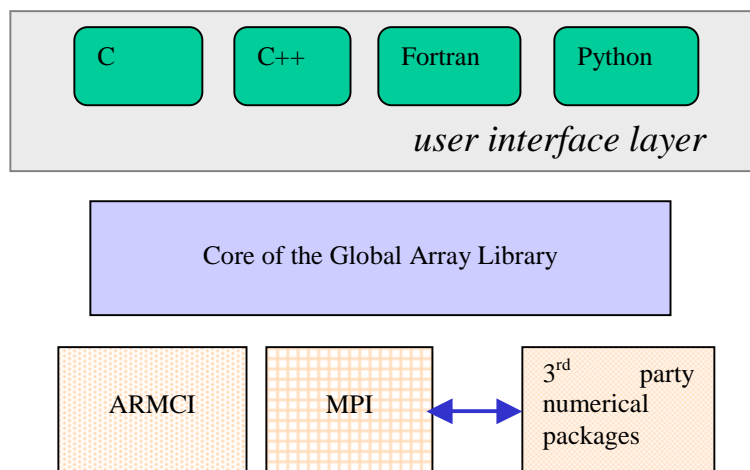 C
C++
Fortran
Python
user interface layer
Core of the Global Array Library
ARMCI
MPI
3rd party
numerical
packages